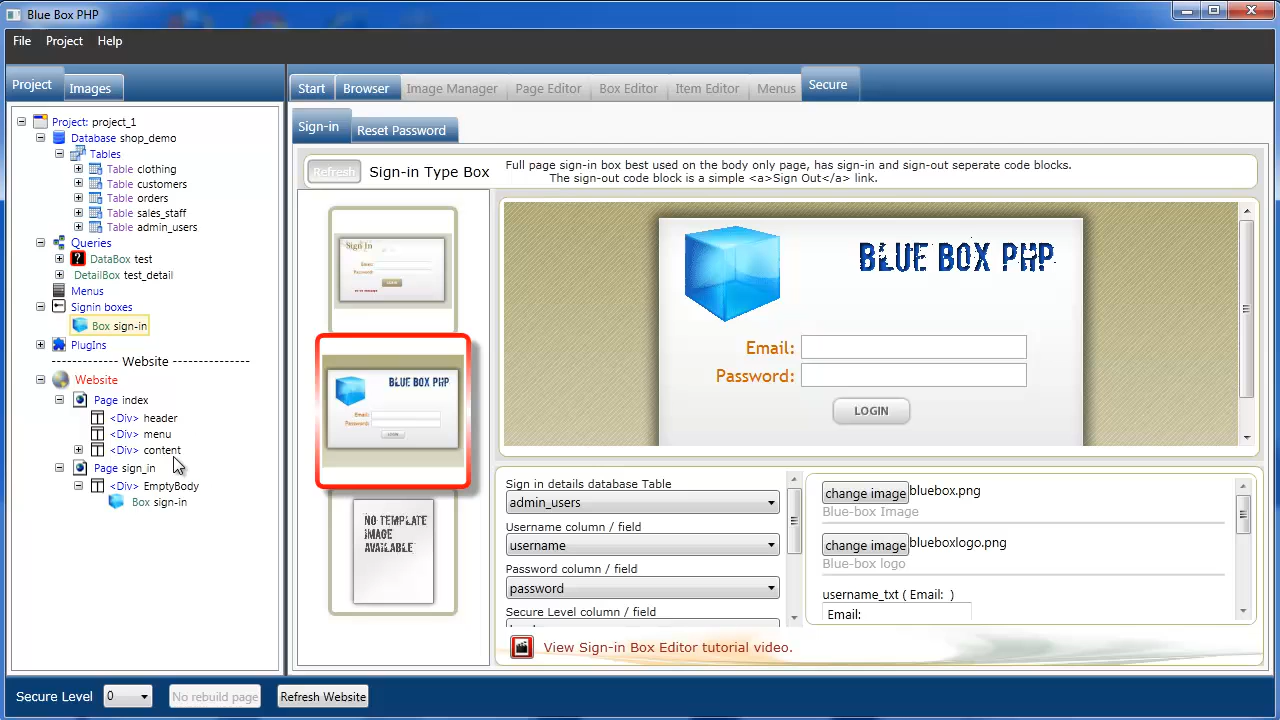 Blue Box PHP
File Project Help
Project Images
Start Browser Image Manager Page Editor Box Editor Item Editor Menus Secure
Project: project_1
Database shop_demo
Tables
Table clothing
Table customers
Table orders
Table sales_staff
Table admin_users
Queries
DataBox test
DetailBox test_detail
Menus
Signin boxes
Box sign-in
PlugIns
------------ Website --------------
Website
Page index
<Div> header
<Div> menu
<Div> content
Page sign_in
<Div> EmptyBody
Box sign-in
Sign-in Reset Password
Refresh Sign-in Type Box
Full page sign-in box best used on the body only page, has sign-in and sign-out seperate code blocks.
The sign-out code block is a simple <a>Sign Out</a> link.
Sign In
Email:
Password:
LOGIN
BLUE BOX PHP
Email:
Password:
LOGIN
NO TEMPLATE
IMAGE
AVAILABLE
BLUE BOX PHP
Email:
Password:
LOGIN
Sign in details database Table
admin_users
Username column / field
username
Password column / field
password
Secure Level column / field
change image bluebox.png
Blue-box Image
change image blueboxlogo.png
Blue-box logo
username_txt ( Email: )
Email:
View Sign-in Box Editor tutorial video.
Secure Level 0 No rebuild page Refresh Website